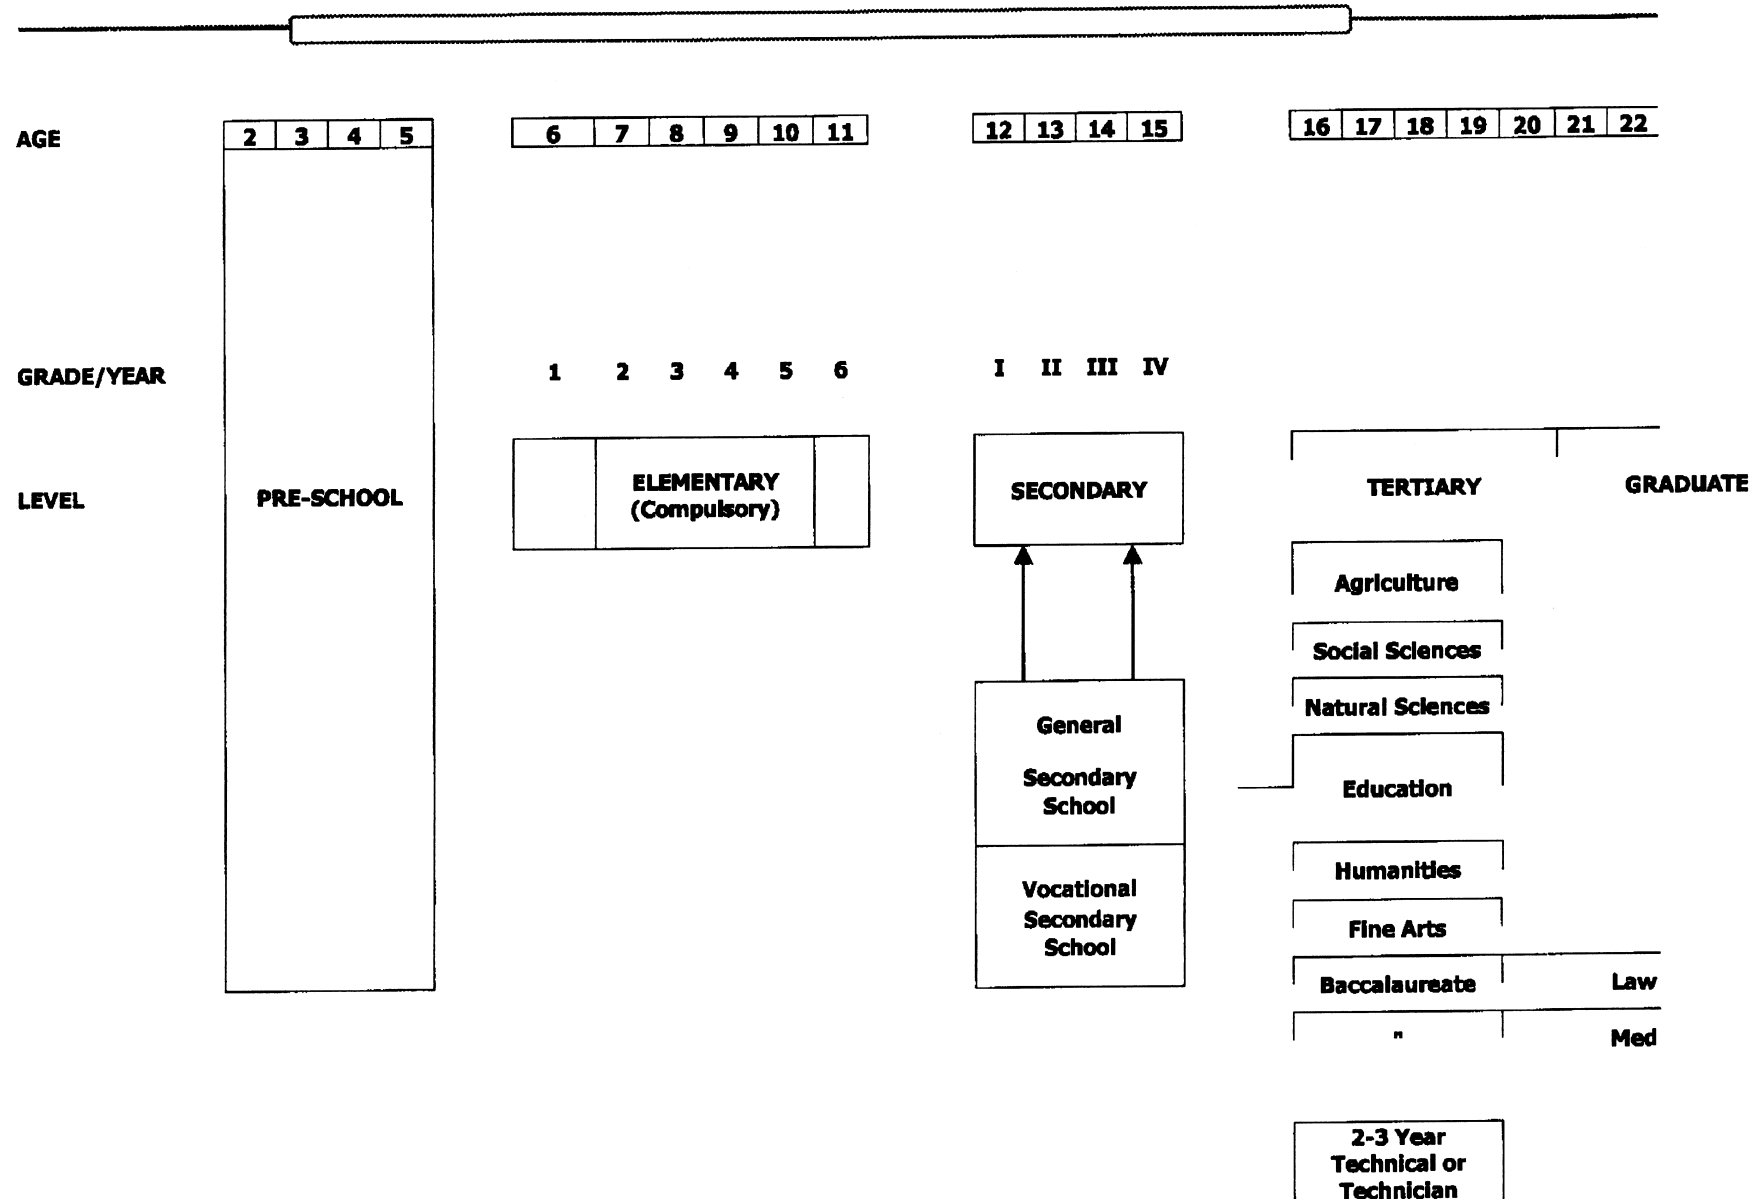 AGE 2 3 4 5 6 7 8 9 10 11 12 13 14 15 16 17 18 19 20 21 22
GRADE/YEAR 1 2 3 4 5 6 I II III IV
LEVEL
PRE-SCHOOL
ELEMENTARY
(Compulsory)
SECONDARY
TERTIARY
GRADUATE
General
Secondary
School
Vocational
Secondary
School
Agriculture
Social Sciences
Natural Sciences
Education
Humanities
Fine Arts
Baccalaureate Law
" Med
2-3 Year
Technical or
Technician